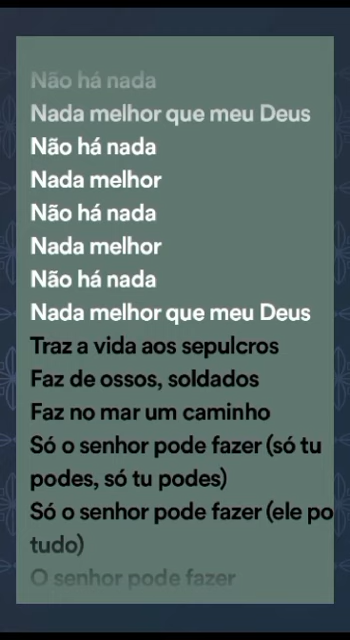 Não há nada
Nada melhor que meu Deus
Não há nada
Nada melhor
Não há nada
Nada melhor
Não há nada
Nada melhor que meu Deus
Traz a vida aos sepulcros
Faz de ossos, soldados
Faz no mar um caminho
Só o senhor pode fazer (só tu
podes, só tu podes)
Só o senhor pode fazer (ele po
tudo)
O senhor pode fazer